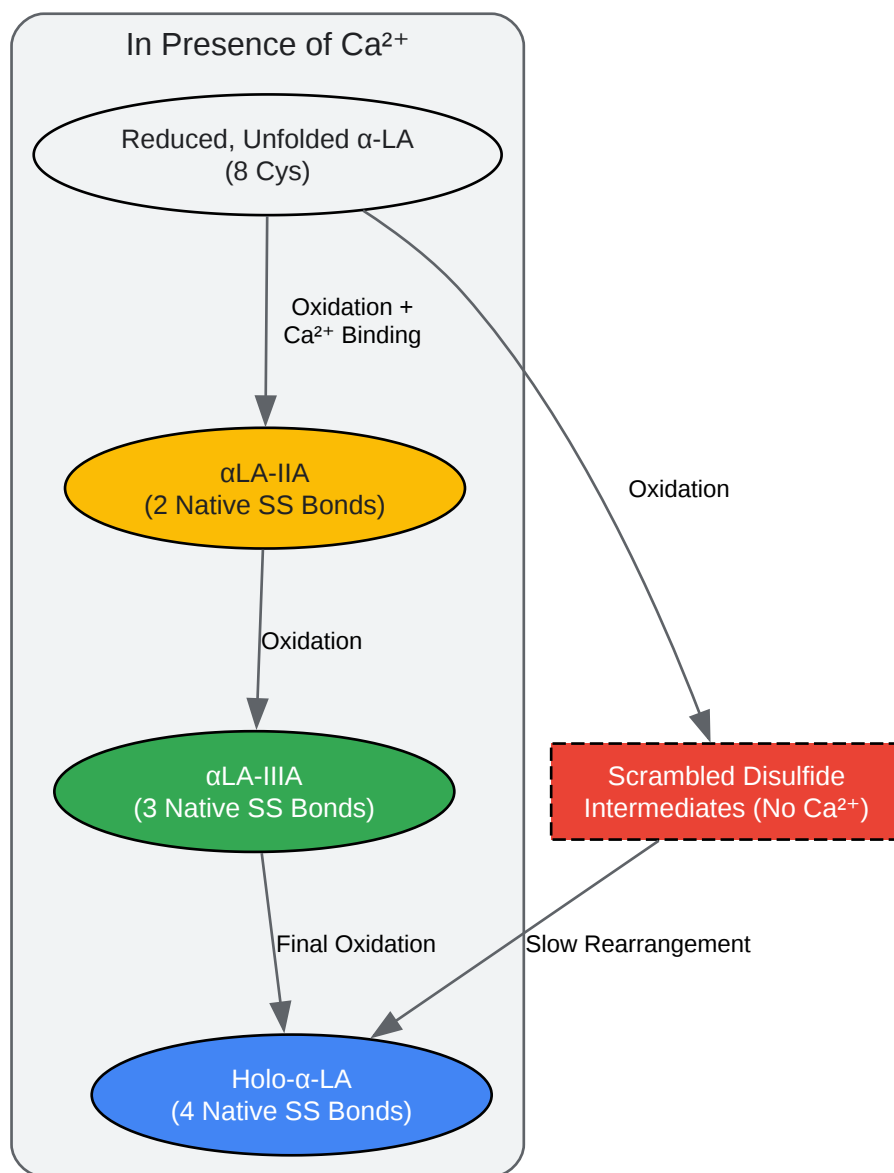 In Presence of Ca²⁺
Reduced, Unfolded α-LA
(8 Cys)
Oxidation +
Ca²⁺ Binding
αLA-IIA
(2 Native SS Bonds)
Oxidation
Oxidation
αLA-IIIA
(3 Native SS Bonds)
Scrambled Disulfide
Intermediates (No Ca²⁺)
Final Oxidation
Slow Rearrangement
Holo-α-LA
(4 Native SS Bonds)